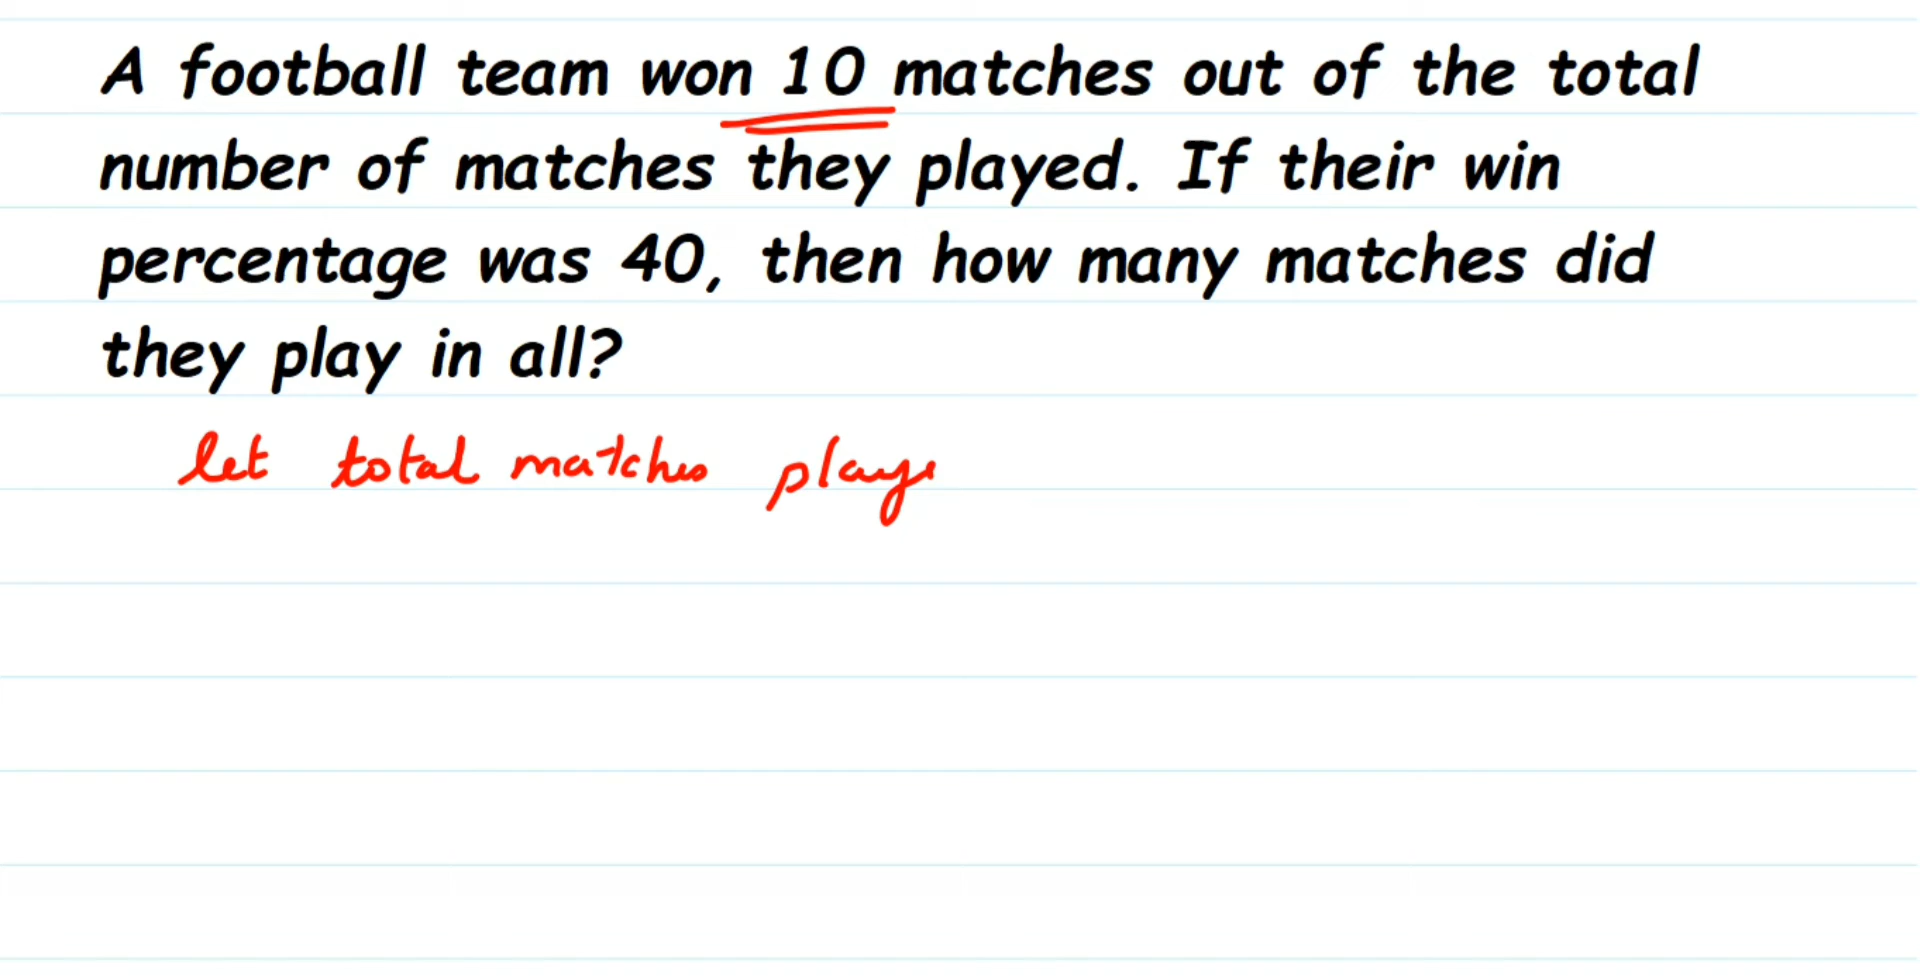 A football team won 10 matches out of the total
number of matches they played. If their win
percentage was 40, then how many matches did
they play in all?
let total matches playe